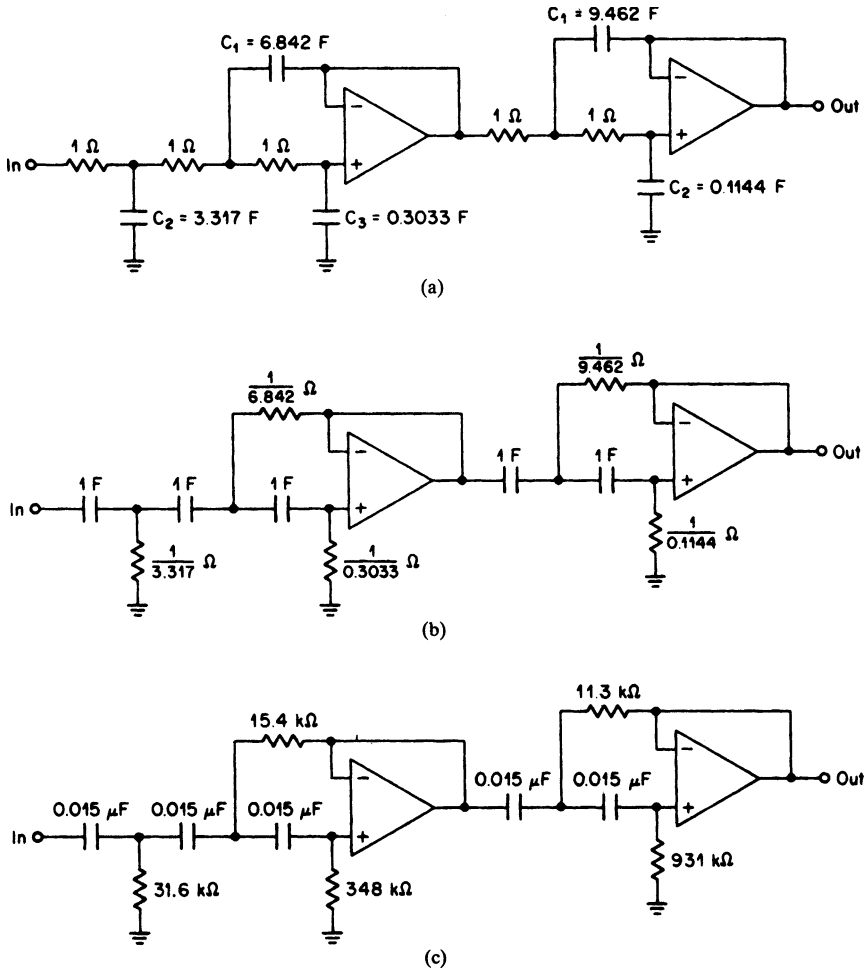 C1 = 6.842 F
C1 = 9.462 F
1 Ω
1 Ω
1 Ω
1 Ω
1 Ω
In
Out
−
+
−
+
C2 = 3.317 F
C3 = 0.3033 F
C2 = 0.1144 F
(a)
1/6.842 Ω
1/9.462 Ω
1 F
1 F
1 F
1 F
1 F
In
Out
−
+
−
+
1/3.317 Ω
1/0.3033 Ω
1/0.1144 Ω
(b)
15.4 kΩ
11.3 kΩ
0.015 µF
0.015 µF
0.015 µF
0.015 µF
0.015 µF
In
Out
−
+
−
+
31.6 kΩ
348 kΩ
931 kΩ
(c)